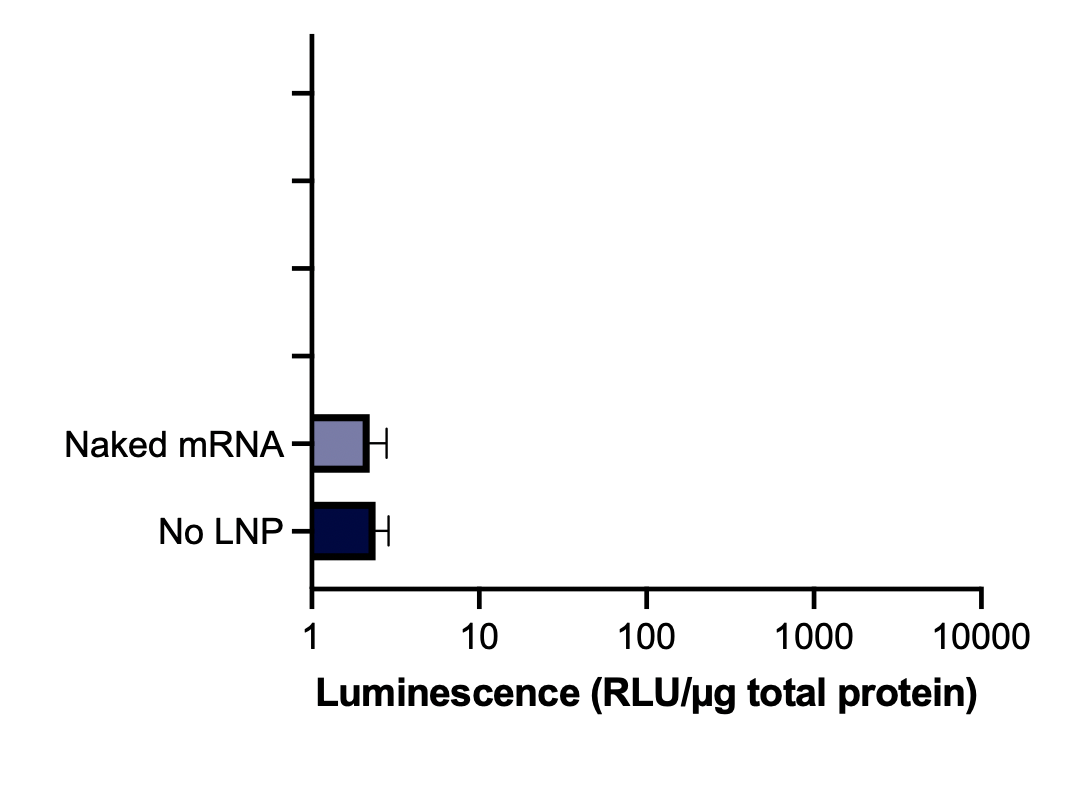 Naked mRNA
No LNP
1 10 100 1000 10000
Luminescence (RLU/µg total protein)